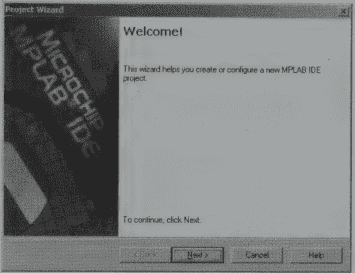 Project Wizard
MICROCHIP
MPLAB IDE
Welcome!
This wizard helps you create or configure a new MPLAB IDE
project.
To continue, click Next.
< Back
Next >
Cancel
Help